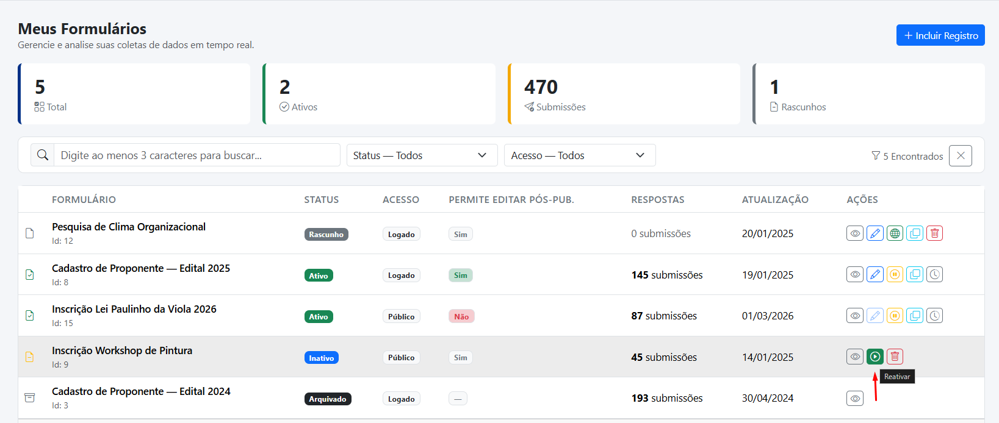 Meus Formulários
Gerencie e analise suas coletas de dados em tempo real.
Incluir Registro
5
Total
2
Ativos
470
Submissões
1
Rascunhos
Digite ao menos 3 caracteres para buscar...
Status — Todos
Acesso — Todos
5 Encontrados
FORMULÁRIO STATUS ACESSO PERMITE EDITAR PÓS-PUB. RESPOSTAS ATUALIZAÇÃO AÇÕES
Pesquisa de Clima Organizacional
Id: 12
Rascunho Logado Sim 0 submissões 20/01/2025
Cadastro de Proponente — Edital 2025
Id: 8
Ativo Logado Sim 145 submissões 19/01/2025
Inscrição Lei Paulinho da Viola 2026
Id: 15
Ativo Público Não 87 submissões 01/03/2026
Inscrição Workshop de Pintura
Id: 9
Inativo Público Sim 45 submissões 14/01/2025
Reativar
Cadastro de Proponente — Edital 2024
Id: 3
Arquivado Logado — 193 submissões 30/04/2024